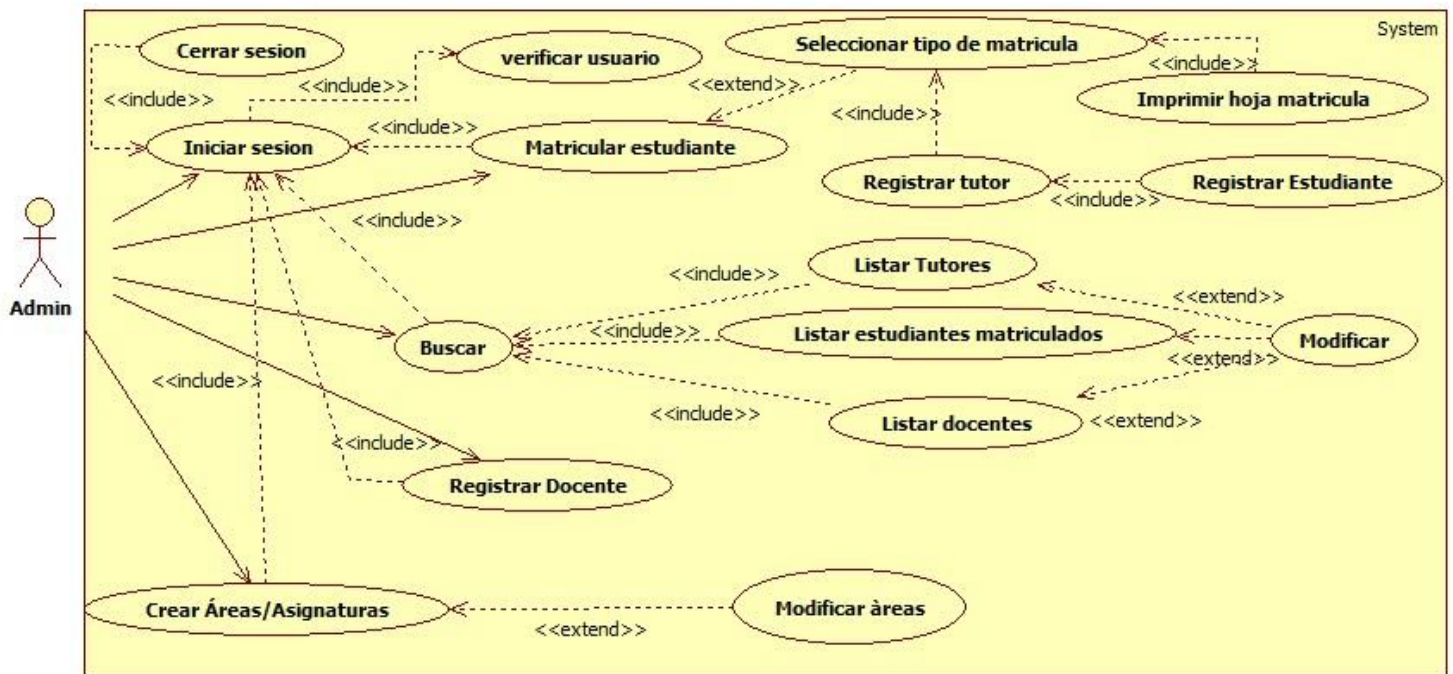 System
Cerrar sesion
verificar usuario
Seleccionar tipo de matricula
<<include>>
<<include>>
<<extend>>
<<include>>
Imprimir hoja matricula
Iniciar sesion
<<include>>
Matricular estudiante
<<include>>
Registrar tutor
<<include>>
Registrar Estudiante
<<include>>
Admin
Listar Tutores
<<include>>
<<extend>>
Buscar
<<include>>
Listar estudiantes matriculados
Modificar
<<extend>>
<<include>>
<<include>>
Listar docentes
<<extend>>
<<include>>
Registrar Docente
Crear Áreas/Asignaturas
Modificar àreas
<<extend>>